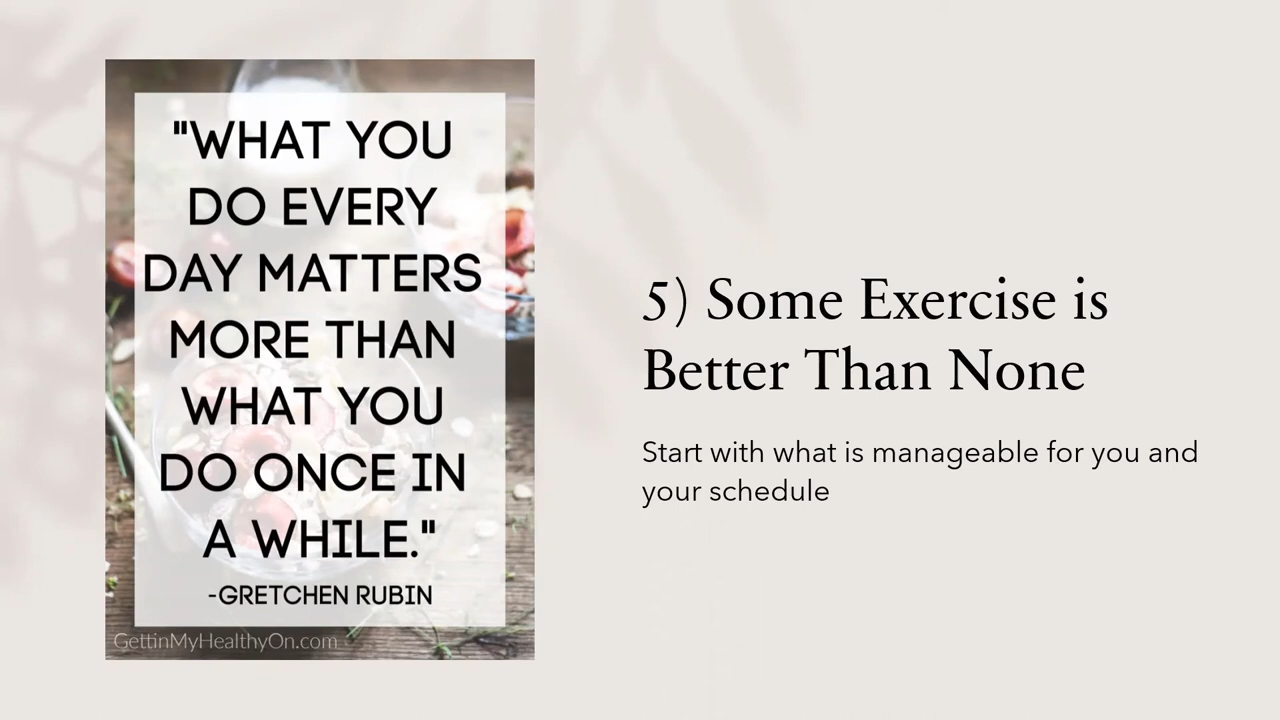 "WHAT YOU
DO EVERY
DAY MATTERS
MORE THAN
WHAT YOU
DO ONCE IN
A WHILE."
-GRETCHEN RUBIN
GettinMyHealthyOn.com
5) Some Exercise is
Better Than None
Start with what is manageable for you and
your schedule